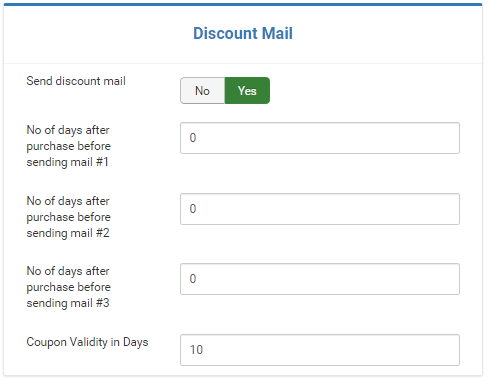 Discount Mail
Send discount mail
No Yes
No of days after
purchase before
sending mail #1
0
No of days after
purchase before
sending mail #2
0
No of days after
purchase before
sending mail #3
0
Coupon Validity in Days
10